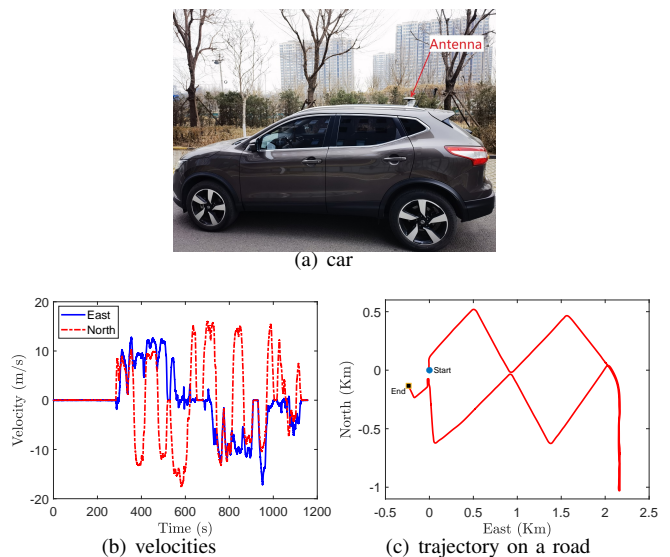 Antenna
(a) car
20
10
0
-10
-20
0 200 400 600 800 1000 1200
Velocity (m/s)
Time (s)
East
North
(b) velocities
0.5
0
-0.5
-1
0 0.5 1 1.5 2 2.5
North (Km)
East (Km)
Start
End
(c) trajectory on a road